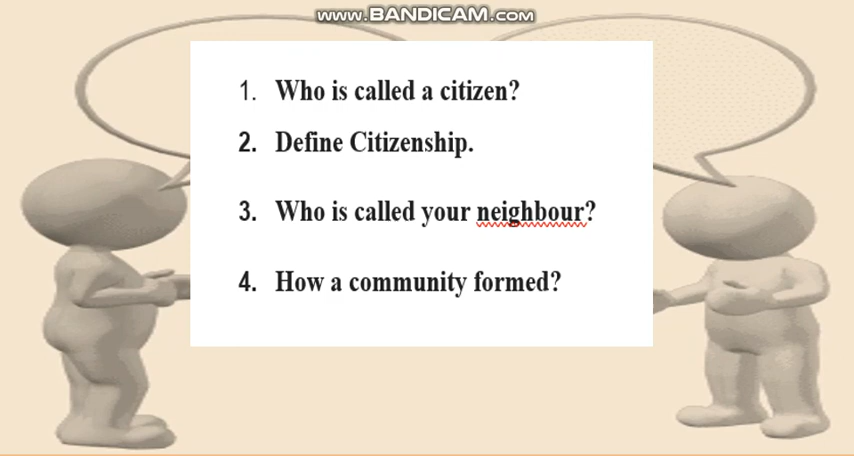 www.BANDICAM.com
1. Who is called a citizen?
2. Define Citizenship.
3. Who is called your neighbour?
4. How a community formed?